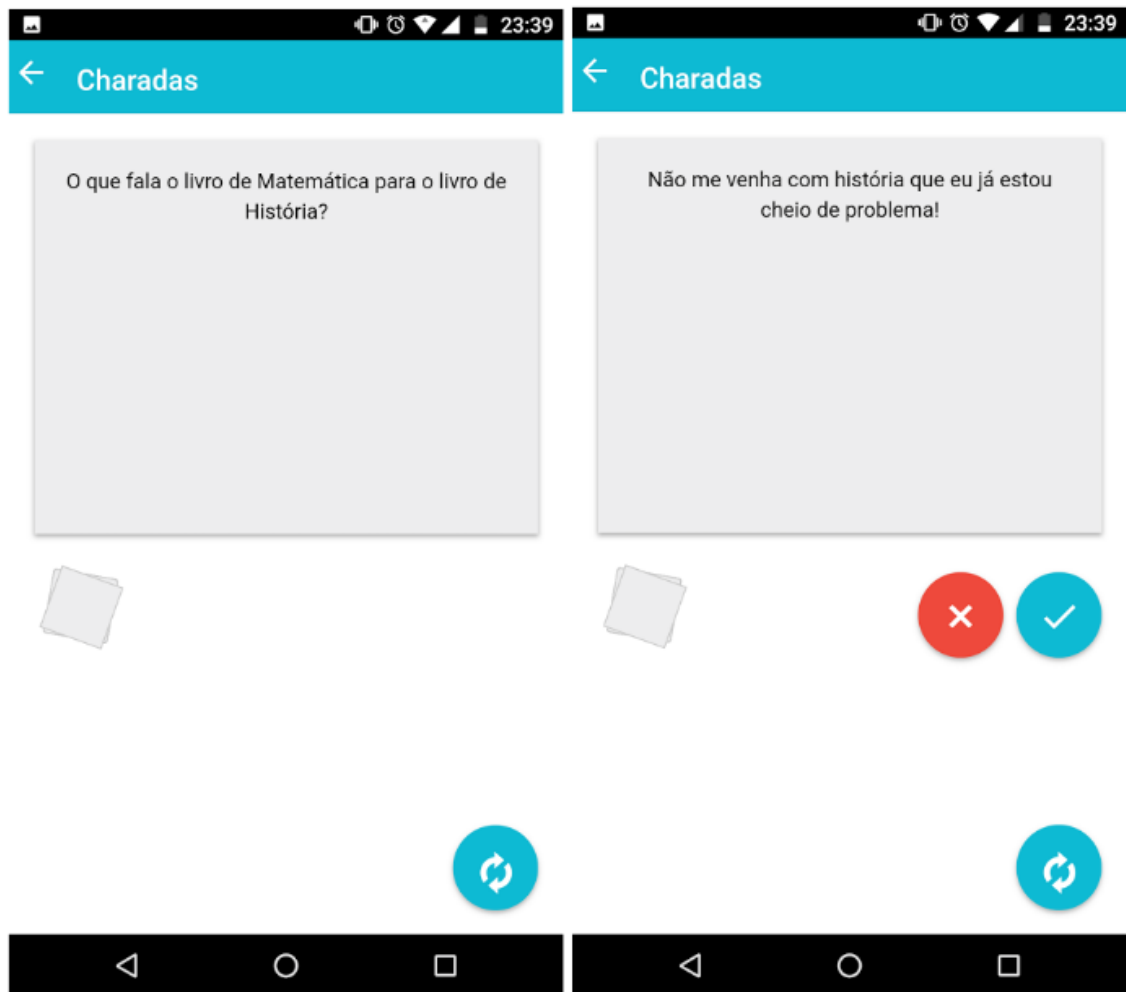 23:39
Charadas
O que fala o livro de Matemática para o livro de
História?
23:39
Charadas
Não me venha com história que eu já estou
cheio de problema!